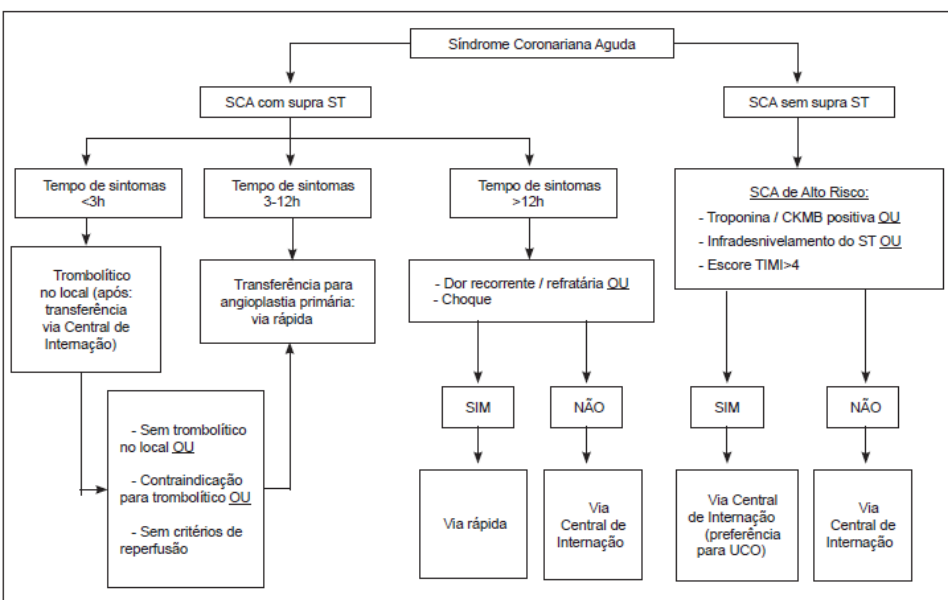 Síndrome Coronariana Aguda
SCA com supra ST
SCA sem supra ST
Tempo de sintomas
<3h
Tempo de sintomas
3-12h
Tempo de sintomas
>12h
SCA de Alto Risco:
- Troponina / CKMB positiva OU
- Infradesnivelamento do ST OU
- Escore TIMI>4
Trombolítico
no local (após:
transferência
via Central de
Internação)
Transferência para
angioplastia primária:
via rápida
- Dor recorrente / refratária OU
- Choque
- Sem trombolítico
no local OU
- Contraindicação
para trombolítico OU
- Sem critérios de
reperfusão
SIM
NÃO
SIM
NÃO
Via rápida
Via
Central de
Internação
Via Central
de Internação
(preferência
para UCO)
Via
Central de
Internação